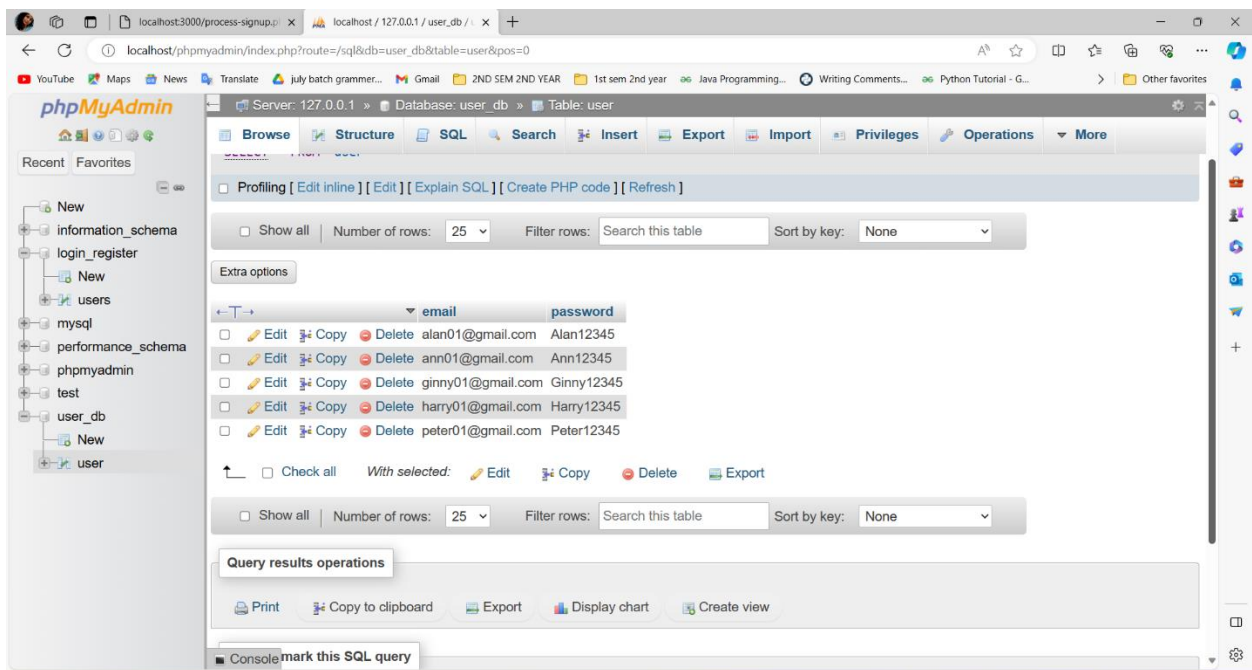 localhost:3000/process-signup.p
localhost / 127.0.0.1 / user_db /
localhost/phpmyadmin/index.php?route=/sql&db=user_db&table=user&pos=0
YouTube Maps News Translate july batch grammer... Gmail 2ND SEM 2ND YEAR 1st sem 2nd year Java Programming... Writing Comments... Python Tutorial - G... Other favorites
phpMyAdmin
Recent Favorites
New
information_schema
login_register
New
users
mysql
performance_schema
phpmyadmin
test
user_db
New
user
Server: 127.0.0.1 » Database: user_db » Table: user
Browse Structure SQL Search Insert Export Import Privileges Operations More
Profiling [ Edit inline ] [ Edit ] [ Explain SQL ] [ Create PHP code ] [ Refresh ]
Show all | Number of rows: 25 Filter rows: Search this table Sort by key: None
Extra options
←T→ email password
Edit Copy Delete alan01@gmail.com Alan12345
Edit Copy Delete ann01@gmail.com Ann12345
Edit Copy Delete ginny01@gmail.com Ginny12345
Edit Copy Delete harry01@gmail.com Harry12345
Edit Copy Delete peter01@gmail.com Peter12345
Check all With selected: Edit Copy Delete Export
Show all | Number of rows: 25 Filter rows: Search this table Sort by key: None
Query results operations
Print Copy to clipboard Export Display chart Create view
Console mark this SQL query